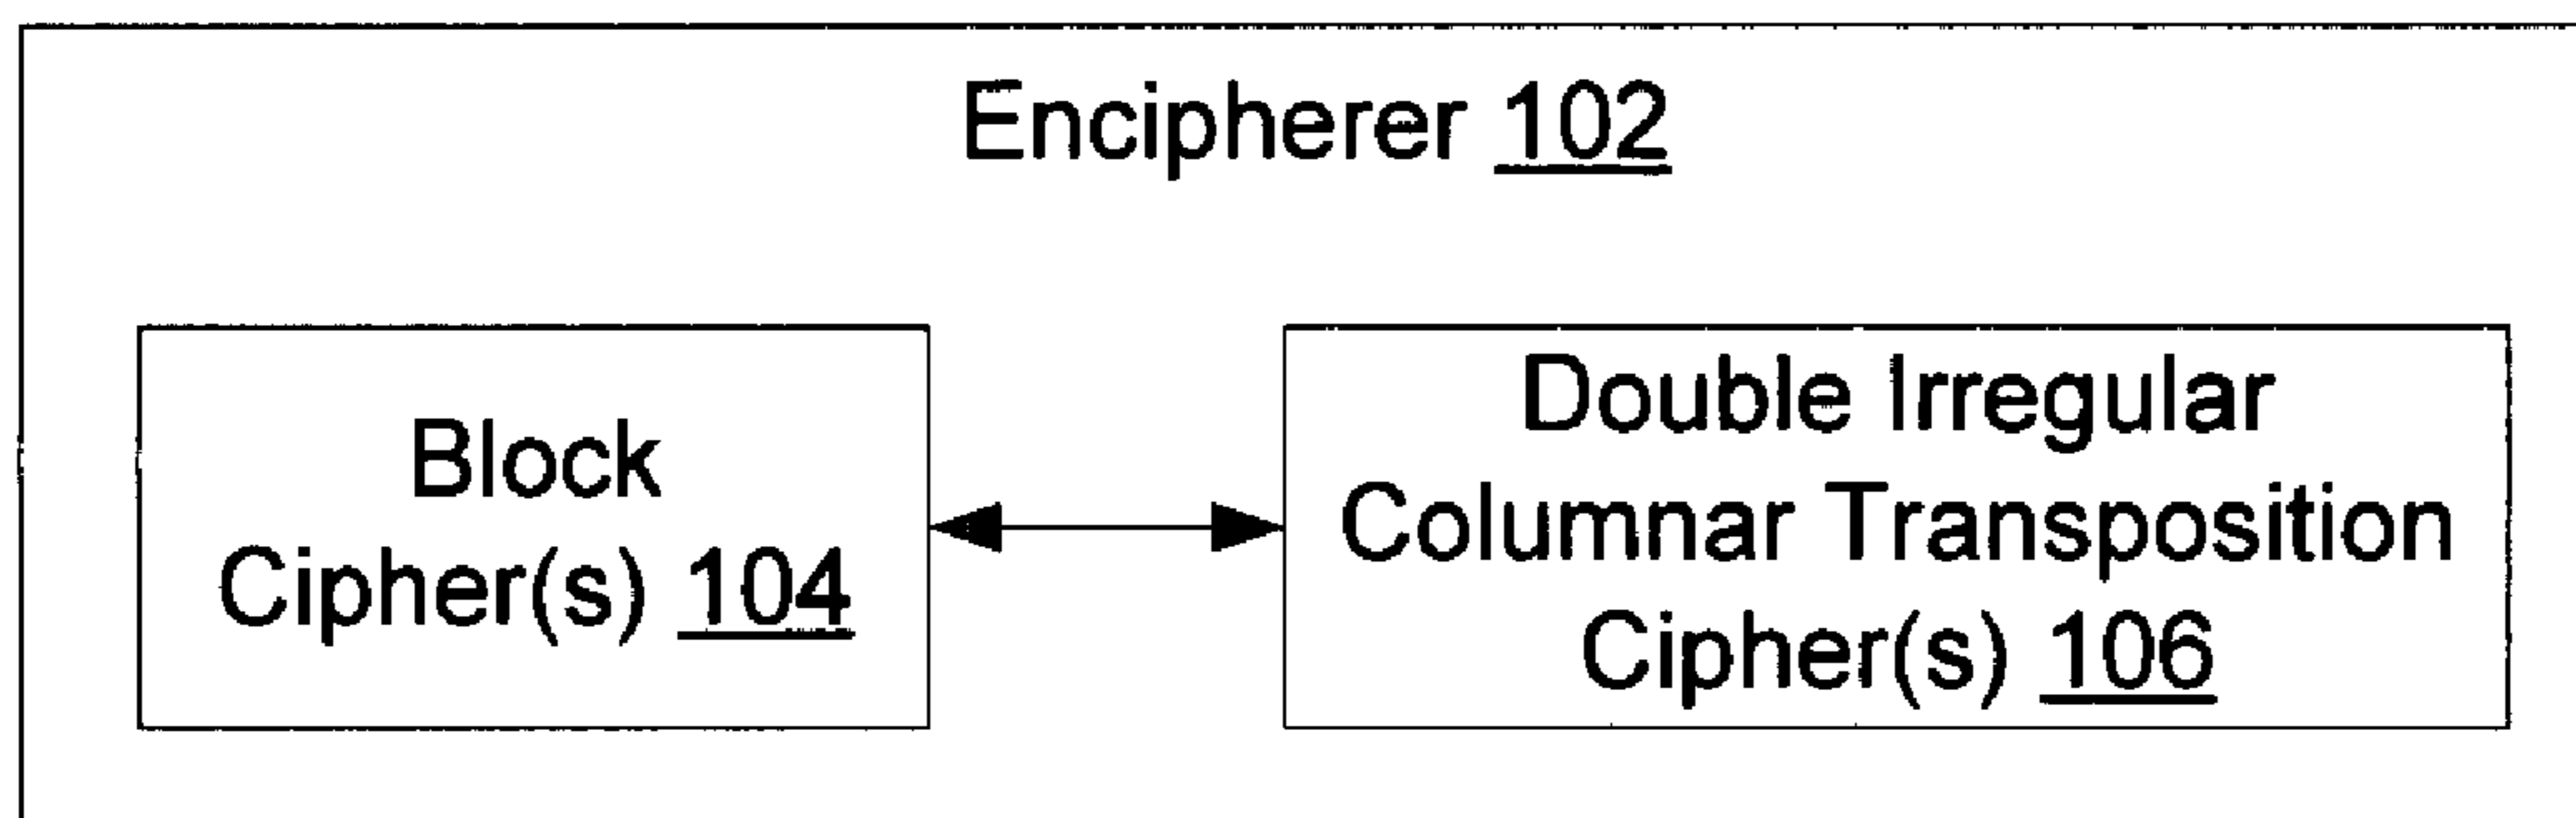 Encipherer 102
Block
Cipher(s) 104
Double Irregular
Columnar Transposition
Cipher(s) 106